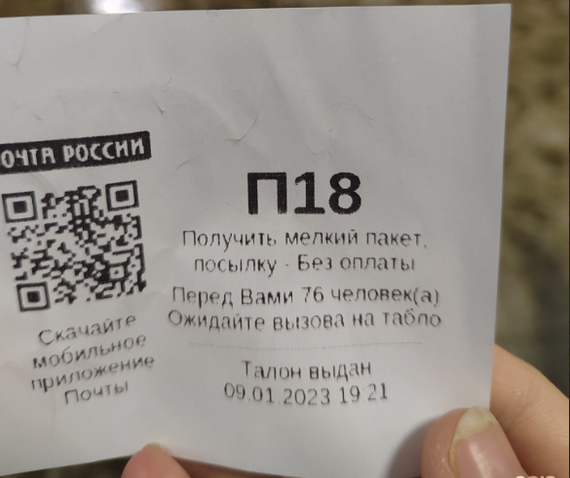 ПОЧТА РОССИИ
Скачайте
мобильное
приложение
Почты
П18
Получить мелкий пакет,
посылку - Без оплаты
Перед Вами 76 человек(а)
Ожидайте вызова на табло
Талон выдан
09.01.2023 19:21